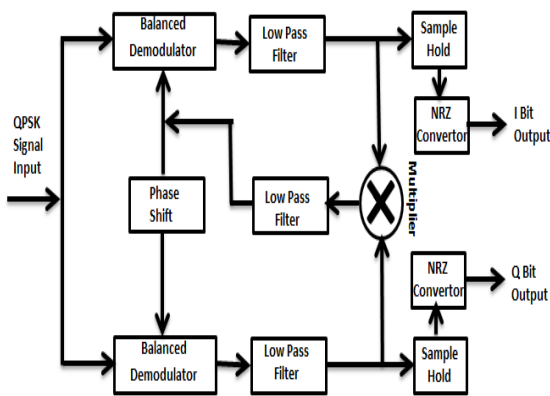 Balanced
Demodulator
Low Pass
Filter
Sample
Hold
NRZ
Convertor
I Bit
Output
QPSK
Signal
Input
Phase
Shift
Low Pass
Filter
Multiplier
NRZ
Convertor
Q Bit
Output
Balanced
Demodulator
Low Pass
Filter
Sample
Hold